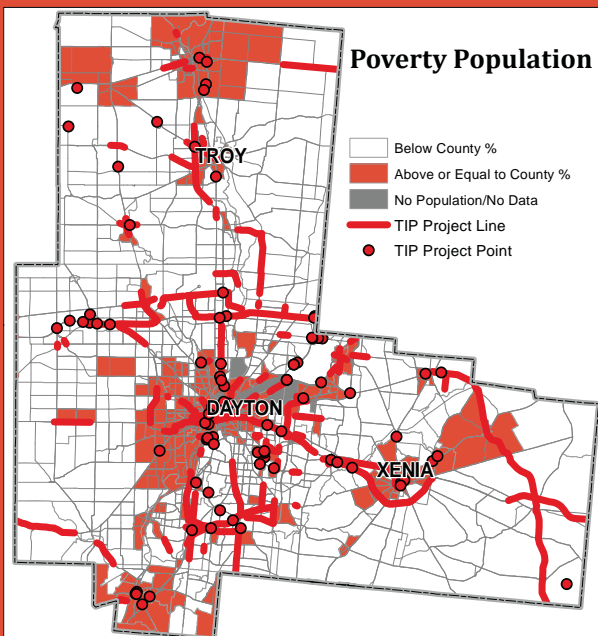 Poverty Population
Below County %
Above or Equal to County %
No Population/No Data
TIP Project Line
TIP Project Point
TROY
DAYTON
XENIA